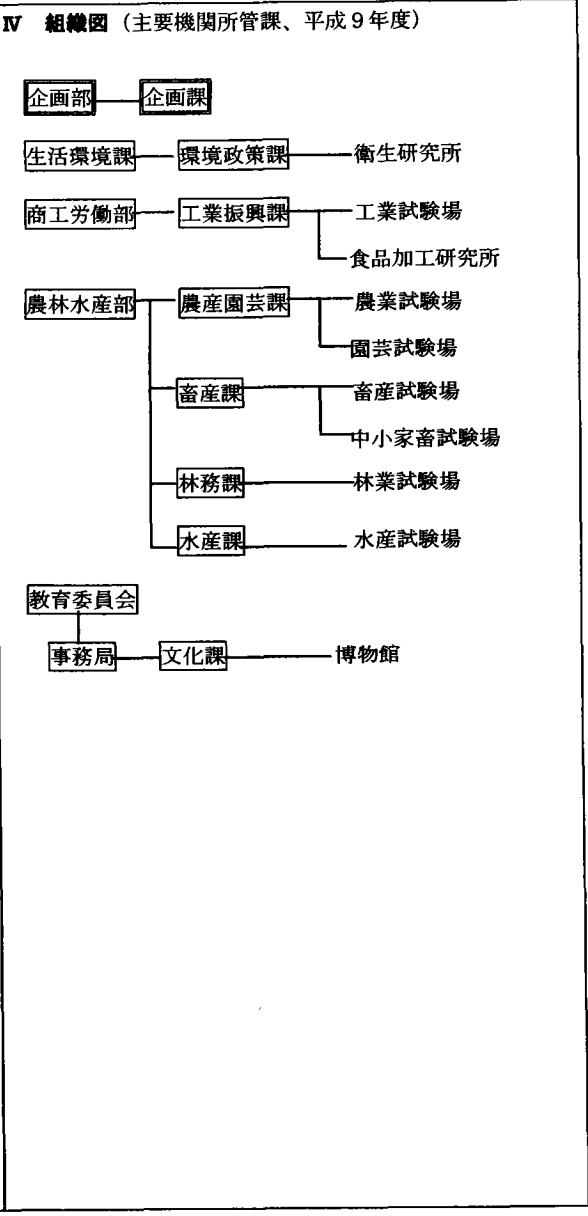 Ⅳ 組織図（主要機関所管課、平成９年度）
企画部 企画課
生活環境課 環境政策課 衛生研究所
商工労働部 工業振興課 工業試験場
食品加工研究所
農林水産部 農産園芸課 農業試験場
園芸試験場
畜産課 畜産試験場
中小家畜試験場
林務課 林業試験場
水産課 水産試験場
教育委員会
事務局 文化課 博物館